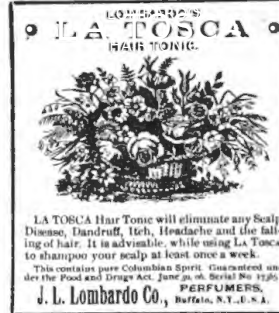 LOMBARDO'S
LA TOSCA
HAIR TONIC.
LA TOSCA Hair Tonic will eliminate any Scalp
Disease, Dandruff, Itch, Headache and the fall-
ing of hair. It is advisable, while using LA TOSCA
to shampoo your scalp at least once a week.
This contains pure Columbian Spirit. Guaranteed un-
der the Food and Drugs Act, June 30, 06. Serial No
J. L. Lombardo Co., PERFUMERS,
Buffalo, N.Y., U.S.A.